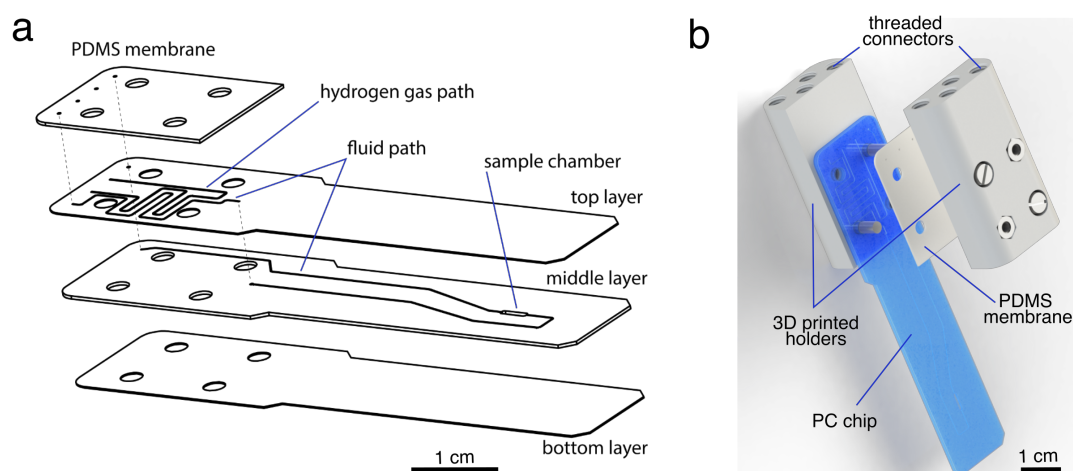 a
PDMS membrane
hydrogen gas path
fluid path
sample chamber
top layer
middle layer
bottom layer
1 cm
b
threaded
connectors
PDMS
membrane
3D printed
holders
PC chip
1 cm